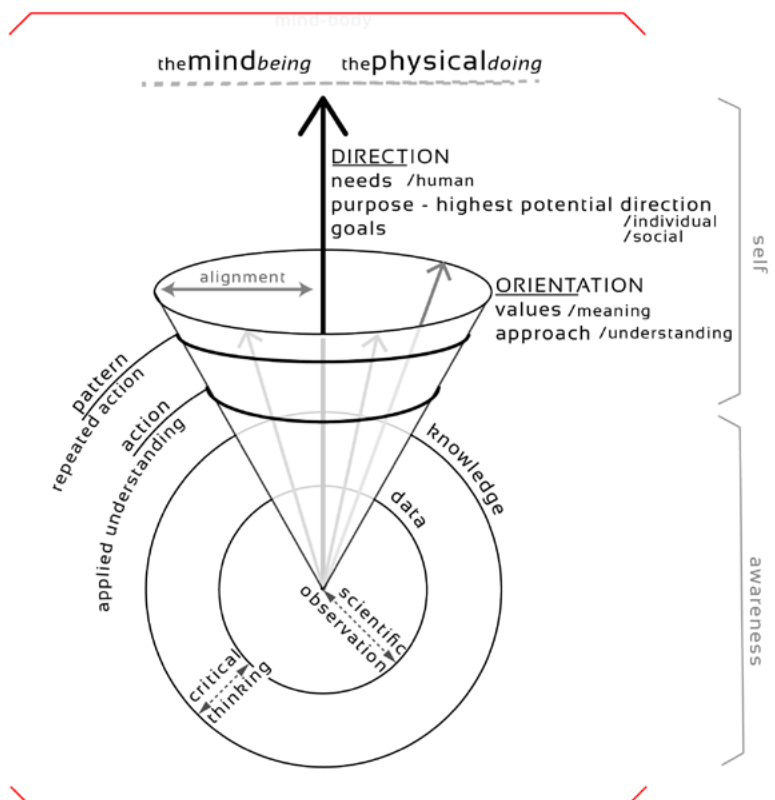 mind-body
themindbeing thephysicaldoing
DIRECTION
needs /human
purpose - highest potential direction
/individual
goals
/social
self
alignment
ORIENTATION
values /meaning
approach /understanding
pattern
repeated action
action
applied understanding
knowledge
data
scientific
observation
critical
thinking
awareness